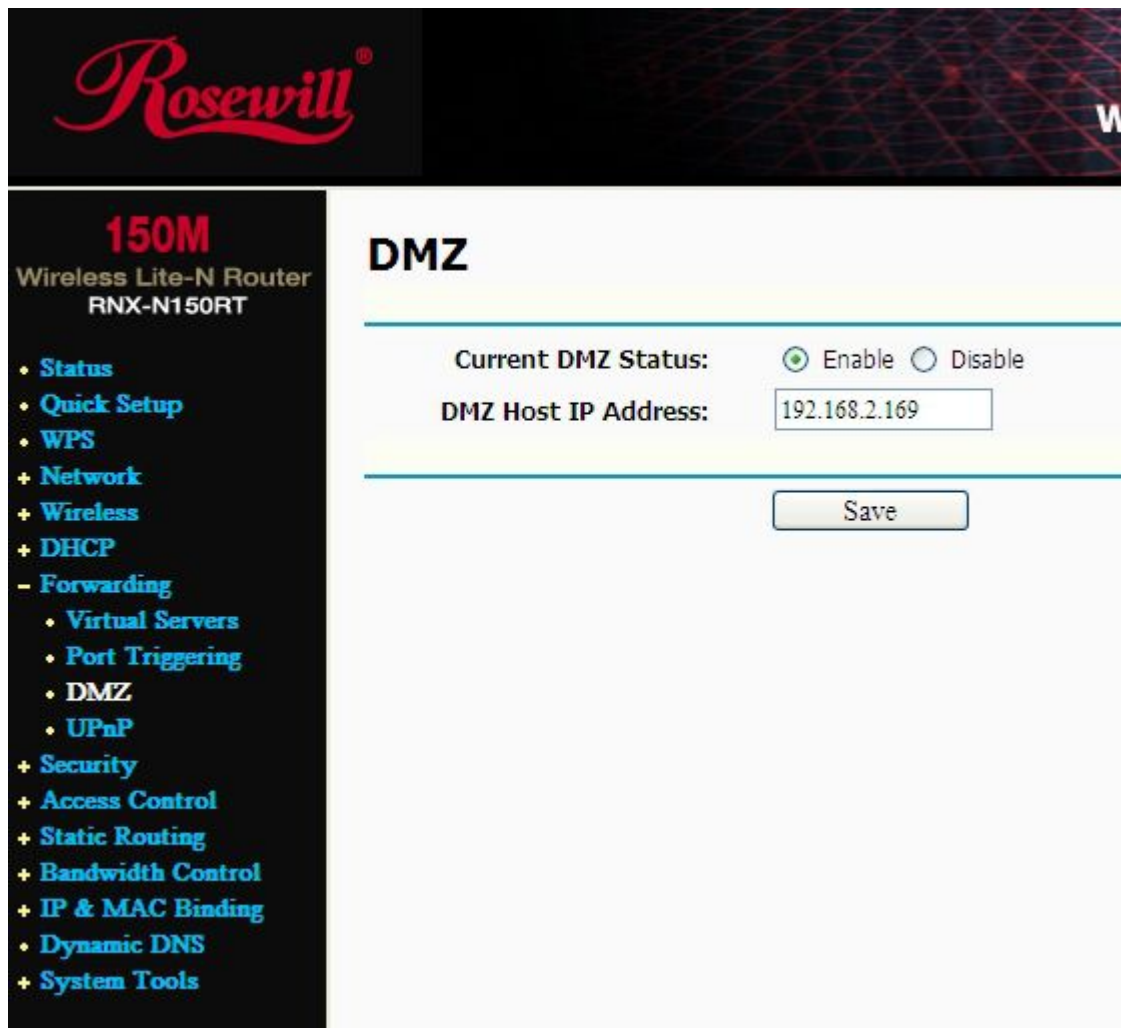 Rosewill®
W
150M
Wireless Lite-N Router
RNX-N150RT
Status
Quick Setup
WPS
Network
Wireless
DHCP
Forwarding
Virtual Servers
Port Triggering
DMZ
UPnP
Security
Access Control
Static Routing
Bandwidth Control
IP & MAC Binding
Dynamic DNS
System Tools
DMZ
Current DMZ Status: Enable Disable
DMZ Host IP Address: 192.168.2.169
Save